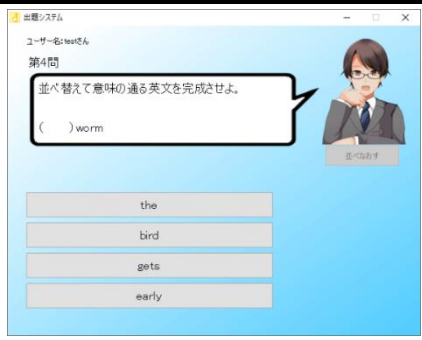 出題システム
ユーザー名:testさん
第4問
並べ替えて意味の通る英文を完成させよ。
(　　)worm
並べなおす
the
bird
gets
early